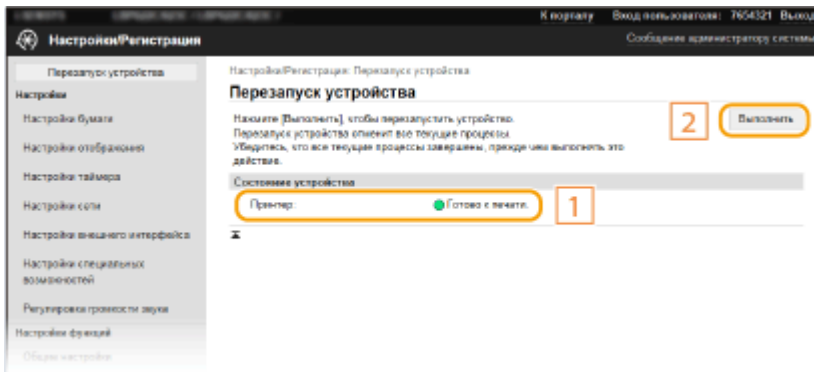 К порталу Вход пользователя: 7654321 Выход
Настройки/Регистрация
Сообщение администратору системы
Перезапуск устройства
Настройки
Настройки бумаги
Настройки отображения
Настройки таймера
Настройки сети
Настройки внешнего интерфейса
Настройки специальных
возможностей
Регулировка громкости звука
Настройки функций
Общие настройки
Настройки/Регистрация: Перезапуск устройства
Перезапуск устройства
Нажмите [Выполнить], чтобы перезапустить устройство.
Перезапуск устройства отменит все текущие процессы.
Убедитесь, что все текущие процессы завершены, прежде чем выполнять это
действие.
2
Выполнить
Состояние устройства
Принтер: Готово к печати.
1